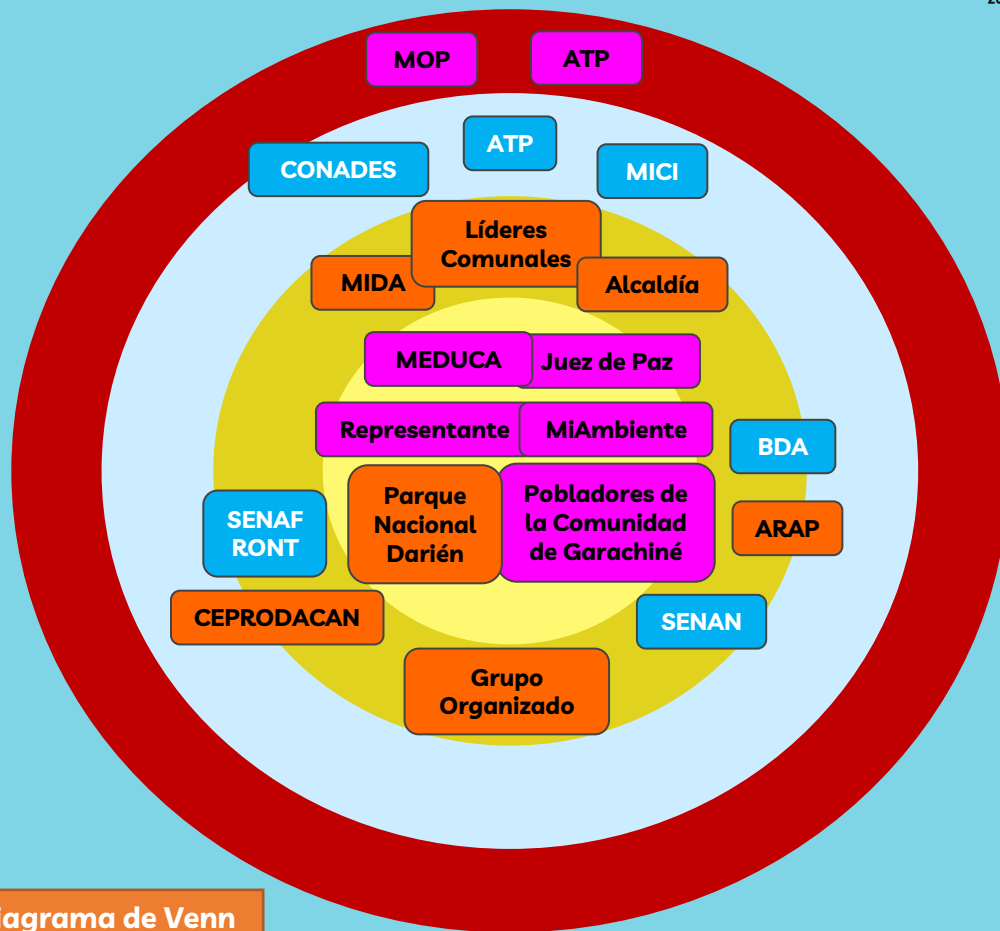 MOP
ATP
ATP
CONADES
MICI
Líderes
Comunales
MIDA
Alcaldía
MEDUCA
Juez de Paz
Representante
MiAmbiente
BDA
Parque
Nacional
Darién
Pobladores de
la Comunidad
de Garachiné
SENAF
RONT
ARAP
CEPRODACAN
SENAN
Grupo
Organizado
iagrama de Venn